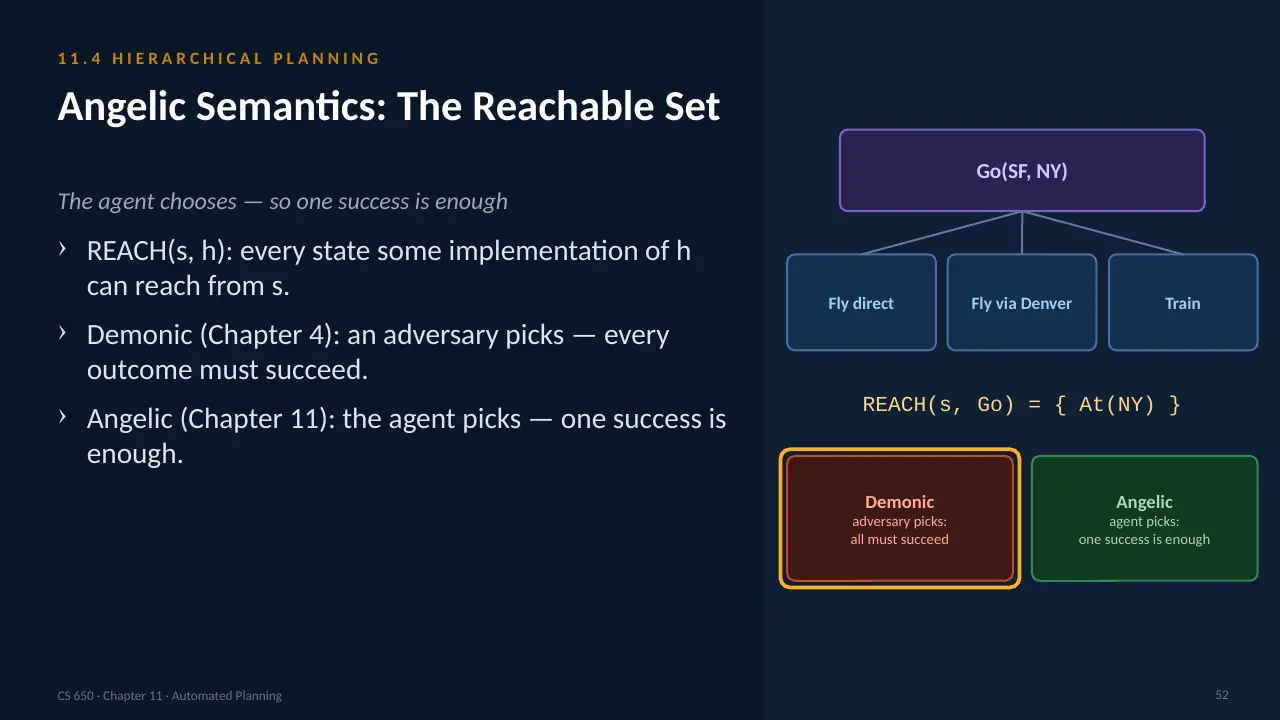 11.4 HIERARCHICAL PLANNING
Angelic Semantics: The Reachable Set
The agent chooses — so one success is enough
› REACH(s, h): every state some implementation of h
can reach from s.
› Demonic (Chapter 4): an adversary picks — every
outcome must succeed.
› Angelic (Chapter 11): the agent picks — one success is
enough.
Go(SF, NY)
Fly direct
Fly via Denver
Train
REACH(s, Go) = { At(NY) }
Demonic
adversary picks:
all must succeed
Angelic
agent picks:
one success is enough
CS 650 · Chapter 11 · Automated Planning
52